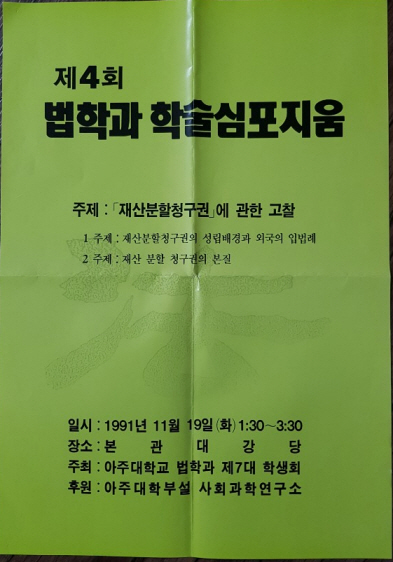 제4회
법학과 학술심포지움
주제 : 「재산분할청구권」에 관한 고찰
1 주제 : 재산분할청구권의 성립배경과 외국의 입법례
2 주제 : 재산 분할 청구권의 본질
일시 : 1991년 11월 19일(화) 1:30~3:30
장소 : 본 관 대 강 당
주최 : 아주대학교 법학과 제7대 학생회
후원 : 아주대학부설 사회과학연구소